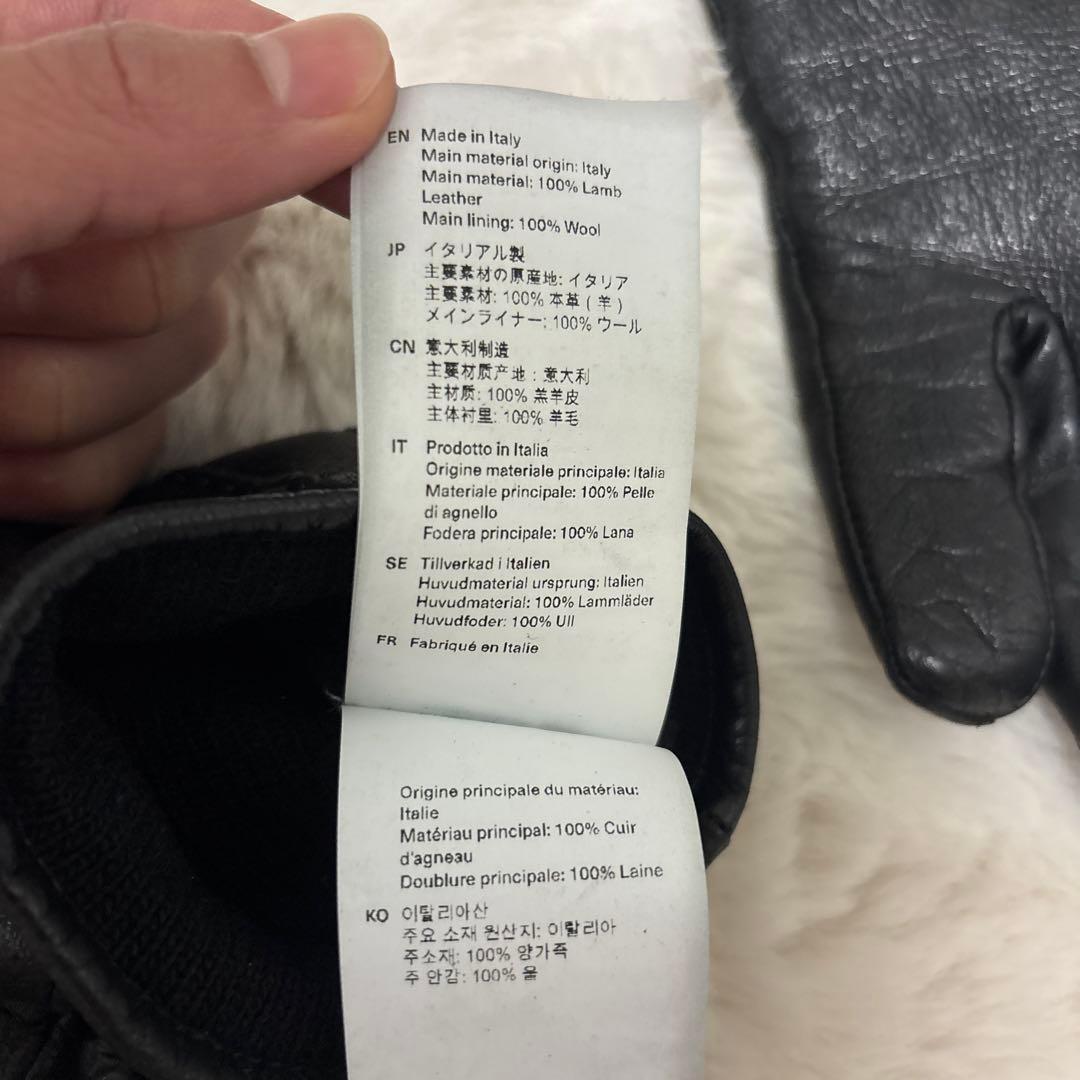 EN Made in Italy
Main material origin: Italy
Main material: 100% Lamb
Leather
Main lining: 100% Wool
JP イタリアル製
主要素材の原産地: イタリア
主要素材: 100% 本革 ( 羊 )
メインライナー: 100% ウール
CN 意大利制造
主要材质产地 : 意大利
主材质: 100% 羔羊皮
主体衬里: 100% 羊毛
IT Prodotto in Italia
Origine materiale principale: Italia
Materiale principale: 100% Pelle
di agnello
Fodera principale: 100% Lana
SE Tillverkad i Italien
Huvudmaterial ursprung: Italien
Huvudmaterial: 100% Lammläder
Huvudfoder: 100% Ull
FR Fabriqué en Italie
Origine principale du matériau:
Italie
Matériau principal: 100% Cuir
d'agneau
Doublure principale: 100% Laine
KO 이탈리아산
주요 소재 원산지: 이탈리아
주소재: 100% 양가죽
주 안감: 100% 울